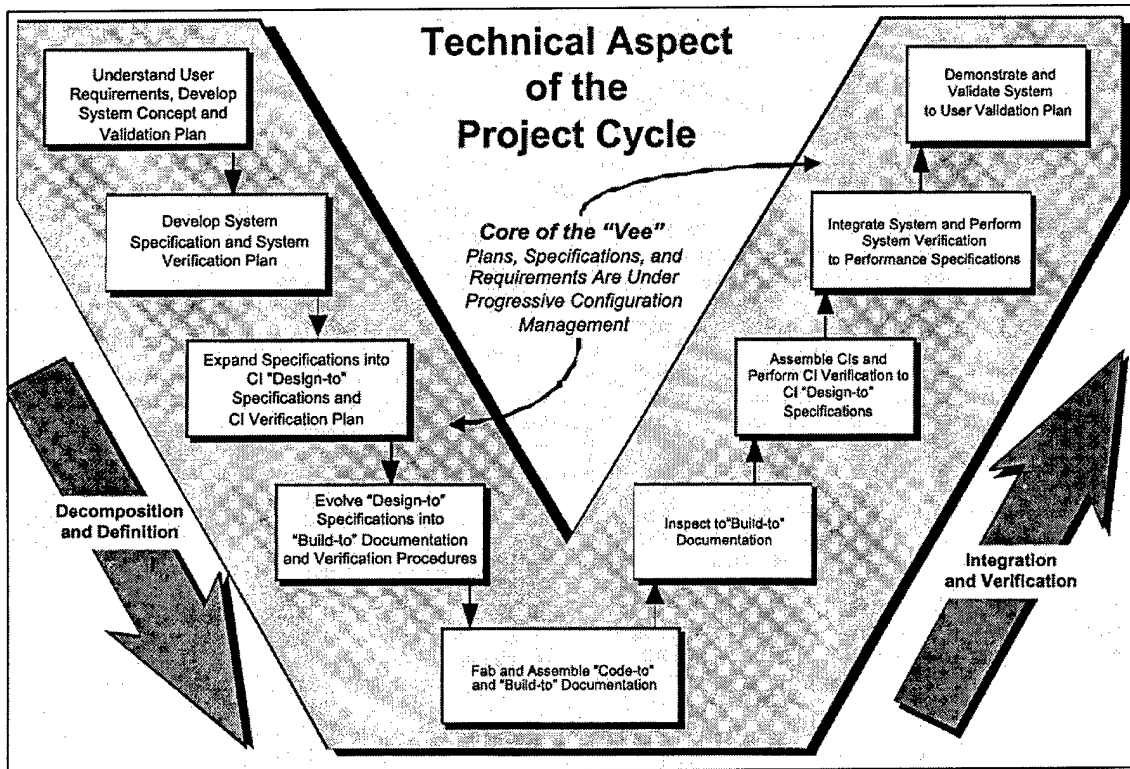 Technical Aspect
of the
Project Cycle
Understand User
Requirements, Develop
System Concept and
Validation Plan
Develop System
Specification and System
Verification Plan
Expand Specifications into
CI "Design-to"
Specifications and
CI Verification Plan
Evolve "Design-to"
Specifications into
"Build-to" Documentation
and Verification Procedures
Fab and Assemble "Code-to"
and "Build-to" Documentation
Inspect to"Build-to"
Documentation
Assemble CIs and
Perform CI Verification to
CI "Design-to"
Specifications
Integrate System and Perform
System Verification
to Performance Specifications
Demonstrate and
Validate System
to User Validation Plan
Core of the "Vee"
Plans, Specifications, and
Requirements Are Under
Progressive Configuration
Management
Decomposition
and Definition
Integration
and Verification